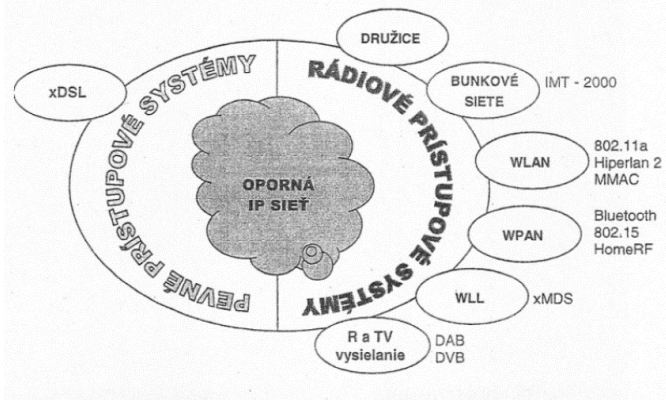 DRUŽICE
xDSL
BUNKOVÉ
SIETE
IMT - 2000
PEVNÉ PRÍSTUPOVÉ SYSTÉMY
RÁDIOVÉ PRÍSTUPOVÉ SYSTÉMY
OPORNÁ
IP SIEŤ
WLAN
802.11a
Hiperlan 2
MMAC
WPAN
Bluetooth
802.15
HomeRF
WLL
xMDS
R a TV
vysielanie
DAB
DVB